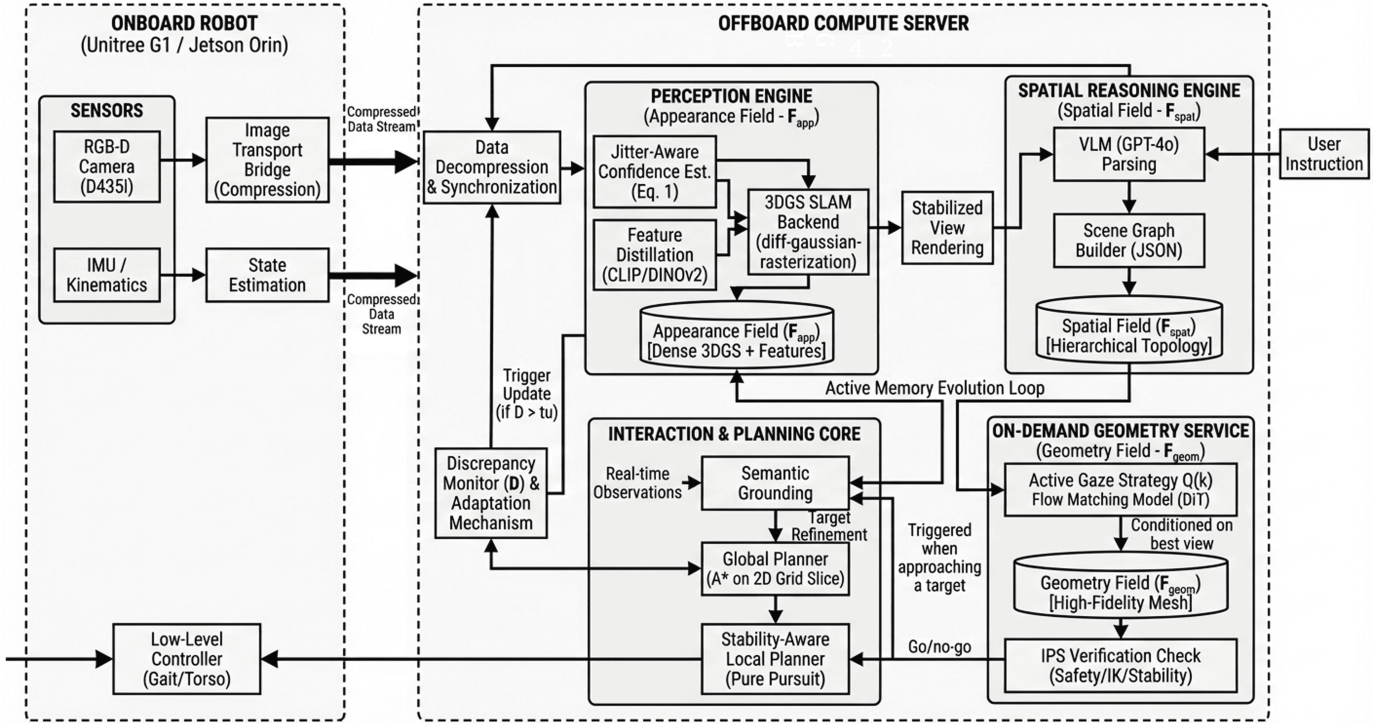 ONBOARD ROBOT
(Unitree G1 / Jetson Orin)
SENSORS
RGB-D
Camera
(D435I)
Image
Transport
Bridge
(Compression)
IMU /
Kinematics
State
Estimation
Compressed
Data Stream
Compressed
Data
Stream
Low-Level
Controller
(Gait/Torso)
OFFBOARD COMPUTE SERVER
Data
Decompression
& Synchronization
PERCEPTION ENGINE
(Appearance Field - F_app)
Jitter-Aware
Confidence Est.
(Eq. 1)
Feature
Distillation
(CLIP/DINOv2)
3DGS SLAM
Backend
(diff-gaussian-
rasterization)
Appearance Field (F_app)
[Dense 3DGS + Features]
Stabilized
View
Rendering
SPATIAL REASONING ENGINE
(Spatial Field - F_spat)
VLM (GPT-4o)
Parsing
Scene Graph
Builder (JSON)
Spatial Field (F_spat)
[Hierarchical Topology]
User
Instruction
Trigger
Update
(if D > tu)
Discrepancy
Monitor (D) &
Adaptation
Mechanism
Active Memory Evolution Loop
INTERACTION & PLANNING CORE
Real-time
Observations
Semantic
Grounding
Target
Refinement
Global Planner
(A* on 2D Grid Slice)
Stability-Aware
Local Planner
(Pure Pursuit)
Triggered
when
approaching
a target
Go/no-go
ON-DEMAND GEOMETRY SERVICE
(Geometry Field - F_geom)
Active Gaze Strategy Q(k)
Flow Matching Model (DiT)
Conditioned on
best view
Geometry Field (F_geom)
[High-Fidelity Mesh]
IPS Verification Check
(Safety/IK/Stability)